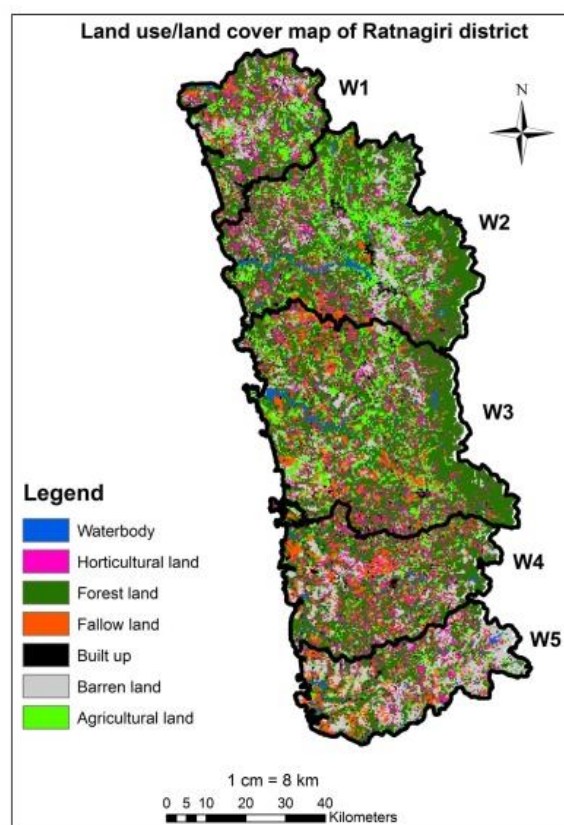 Land use/land cover map of Ratnagiri district
W1
N
W2
W3
Legend
Waterbody
Horticultural land
Forest land
Fallow land
Built up
Barren land
Agricultural land
W4
W5
1 cm = 8 km
0 5 10 20 30 40
Kilometers